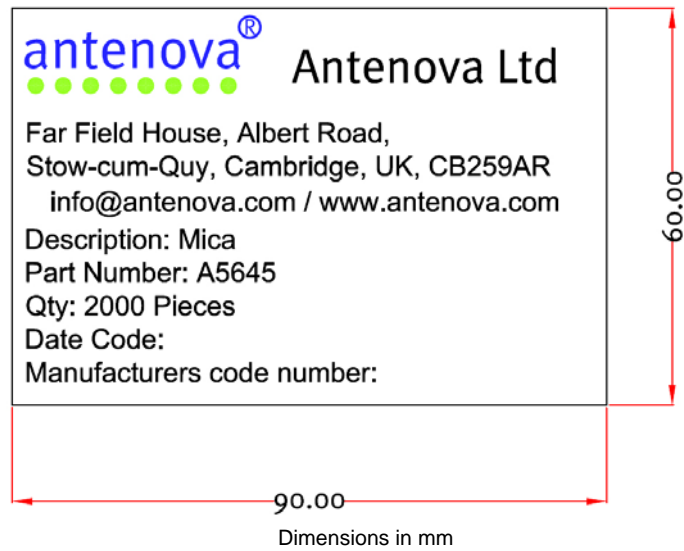 antenova®
Antenova Ltd
Far Field House, Albert Road,
Stow-cum-Quy, Cambridge, UK, CB259AR
info@antenova.com / www.antenova.com
Description: Mica
Part Number: A5645
Qty: 2000 Pieces
Date Code:
Manufacturers code number:
60.00
90.00
Dimensions in mm